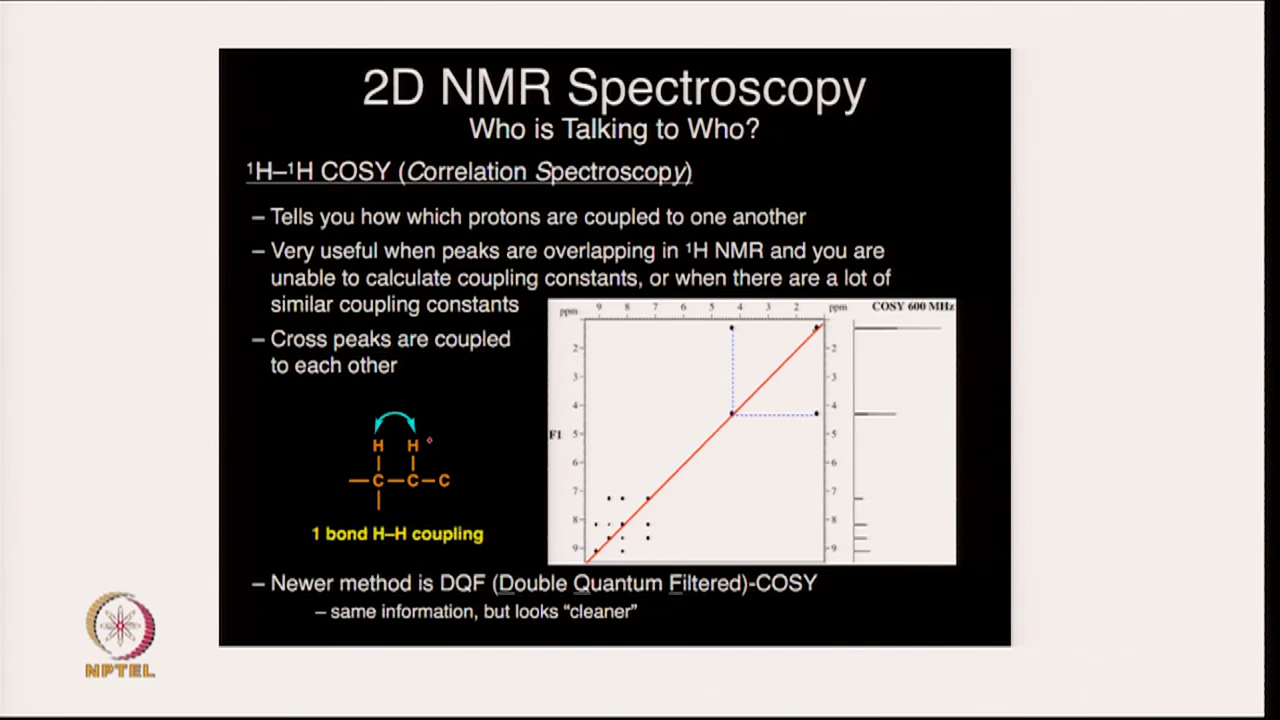 2D NMR Spectroscopy
Who is Talking to Who?
¹H–¹H COSY (Correlation Spectroscopy)
– Tells you how which protons are coupled to one another
– Very useful when peaks are overlapping in ¹H NMR and you are
unable to calculate coupling constants, or when there are a lot of
similar coupling constants
– Cross peaks are coupled
to each other
H H
C C C
1 bond H–H coupling
ppm 9 8 7 6 5 4 3 2 ppm COSY 600 MHz
2 2
3 3
4 4
F1 5 5
6 6
7 7
8 8
9 9
– Newer method is DQF (Double Quantum Filtered)-COSY
– same information, but looks “cleaner”
NPTEL